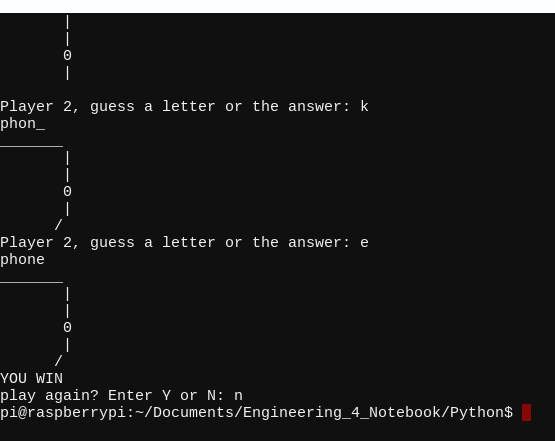 |
       |
       0
       |

Player 2, guess a letter or the answer: k
phon_
_______
       |
       |
       0
       |
      /
Player 2, guess a letter or the answer: e
phone
_______
       |
       |
       0
       |
      /
YOU WIN
play again? Enter Y or N: n
pi@raspberrypi:~/Documents/Engineering_4_Notebook/Python$